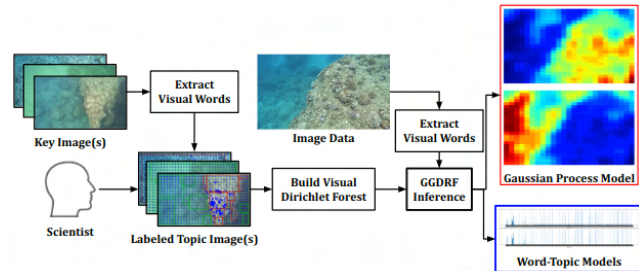 Extract
Visual Words
Key Image(s)
Image Data
Extract
Visual Words
Gaussian Process Model
Scientist
Labeled Topic Image(s)
Build Visual
Dirichlet Forest
GGDRF
Inference
Word-Topic Models